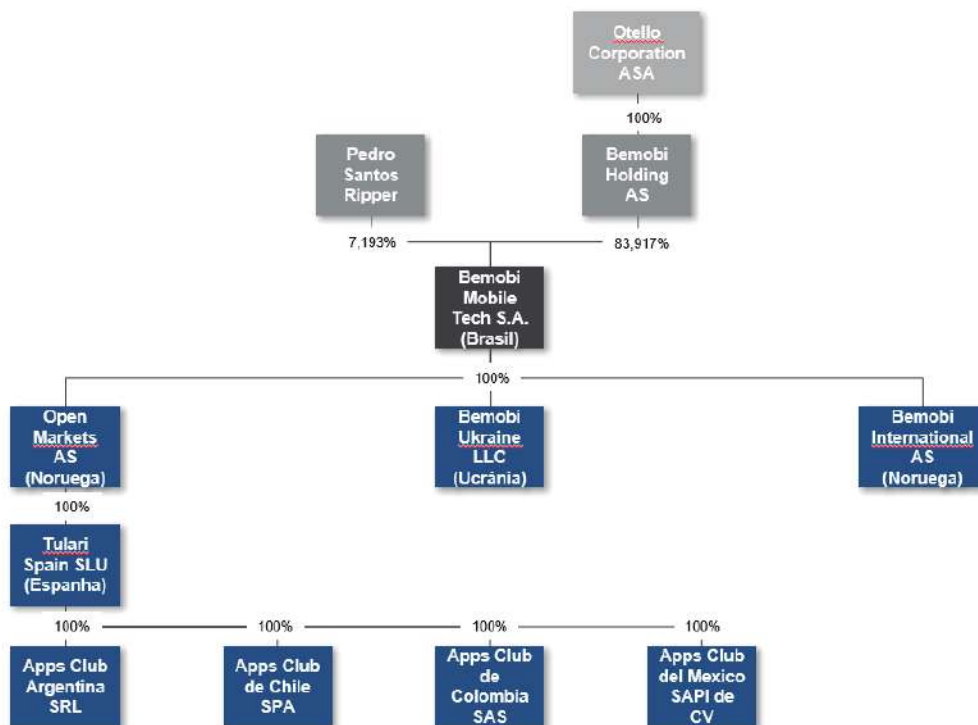 Otello
Corporation
ASA
100%
Pedro
Santos
Ripper
Bemobi
Holding
AS
7,193%
83,917%
Bemobi
Mobile
Tech S.A.
(Brasil)
100%
Open
Markets
AS
(Noruega)
Bemobi
Ukraine
LLC
(Ucrânia)
Bemobi
International
AS
(Noruega)
100%
Tulari
Spain SLU
(Espanha)
100%
100%
100%
100%
Apps Club
Argentina
SRL
Apps Club
de Chile
SPA
Apps Club
de
Colombia
SAS
Apps Club
del Mexico
SAPI de
CV